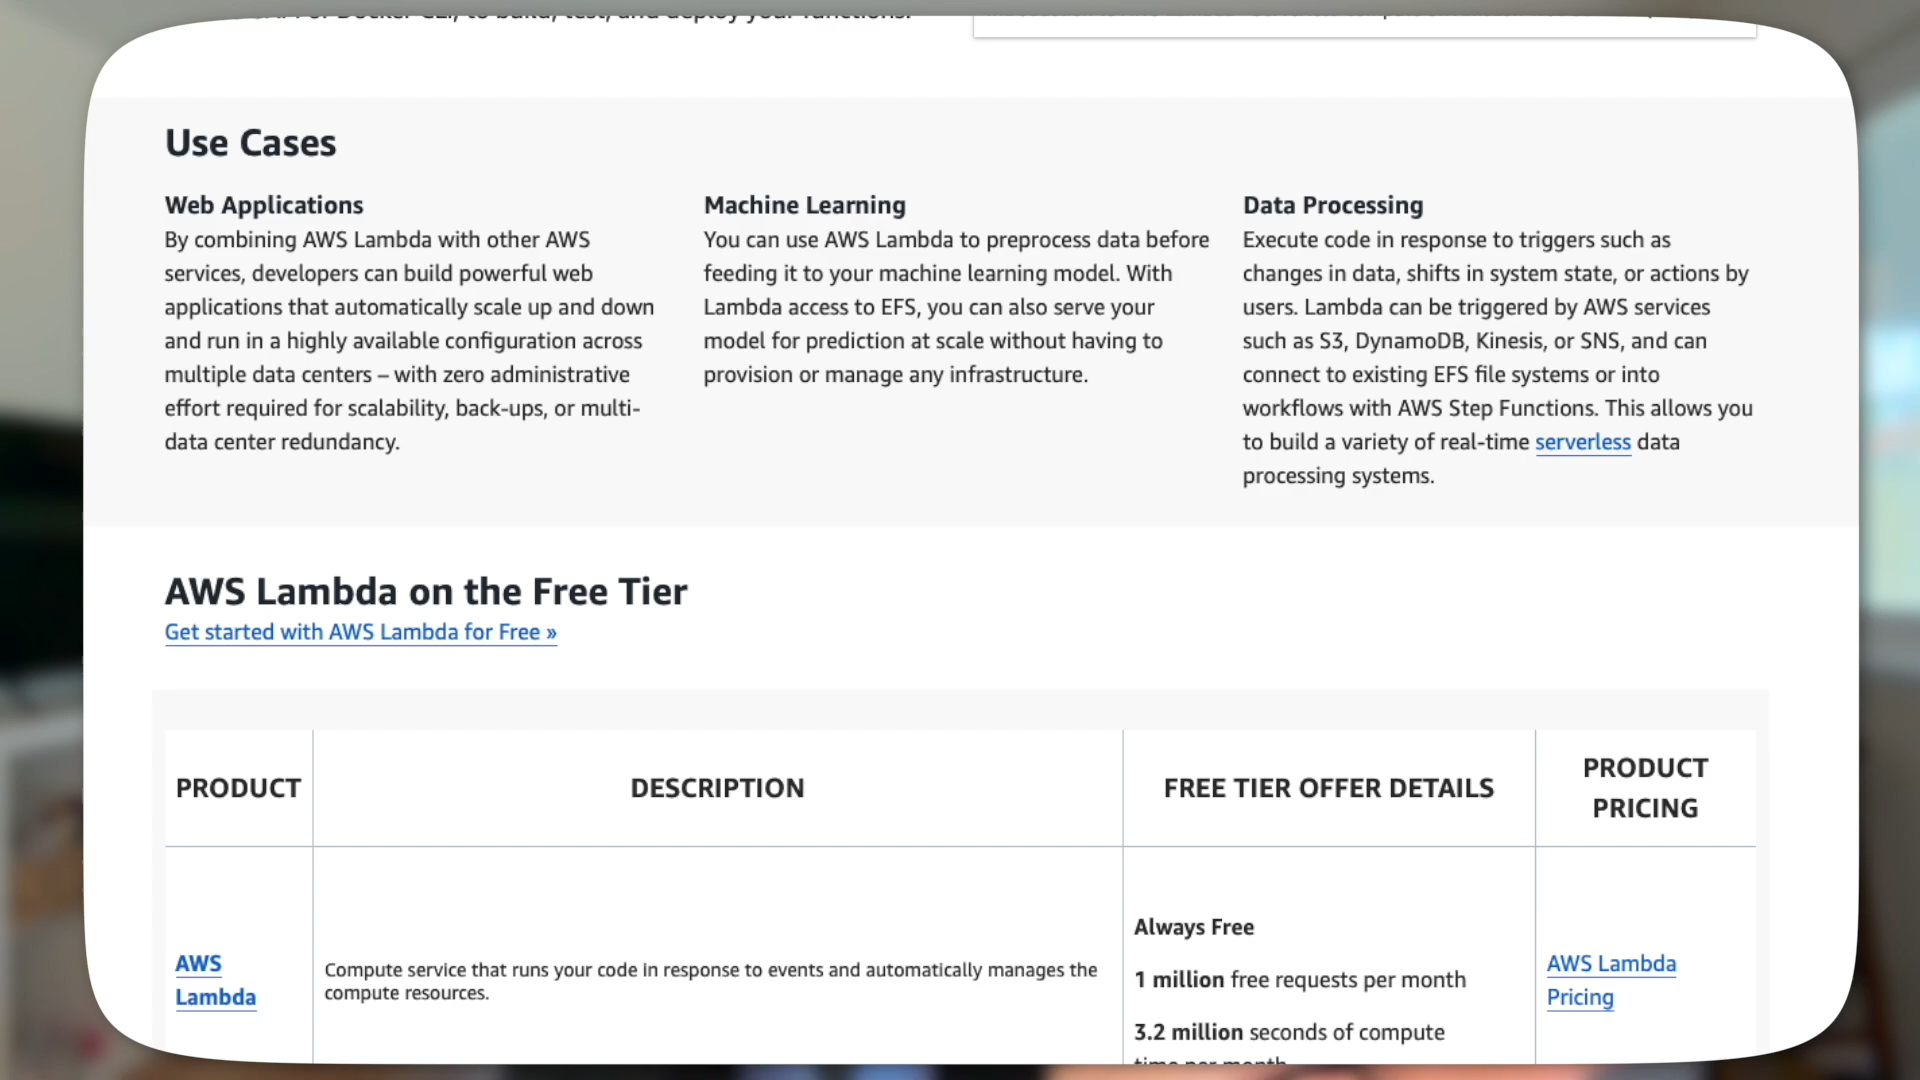 to build, test, and deploy your functions.
Use Cases
Web Applications
By combining AWS Lambda with other AWS
services, developers can build powerful web
applications that automatically scale up and down
and run in a highly available configuration across
multiple data centers – with zero administrative
effort required for scalability, back-ups, or multi-
data center redundancy.
Machine Learning
You can use AWS Lambda to preprocess data before
feeding it to your machine learning model. With
Lambda access to EFS, you can also serve your
model for prediction at scale without having to
provision or manage any infrastructure.
Data Processing
Execute code in response to triggers such as
changes in data, shifts in system state, or actions by
users. Lambda can be triggered by AWS services
such as S3, DynamoDB, Kinesis, or SNS, and can
connect to existing EFS file systems or into
workflows with AWS Step Functions. This allows you
to build a variety of real-time serverless data
processing systems.
AWS Lambda on the Free Tier
Get started with AWS Lambda for Free »
PRODUCT
DESCRIPTION
FREE TIER OFFER DETAILS
PRODUCT
PRICING
AWS
Lambda
Compute service that runs your code in response to events and automatically manages the
compute resources.
Always Free
1 million free requests per month
3.2 million seconds of compute
time per month
AWS Lambda
Pricing